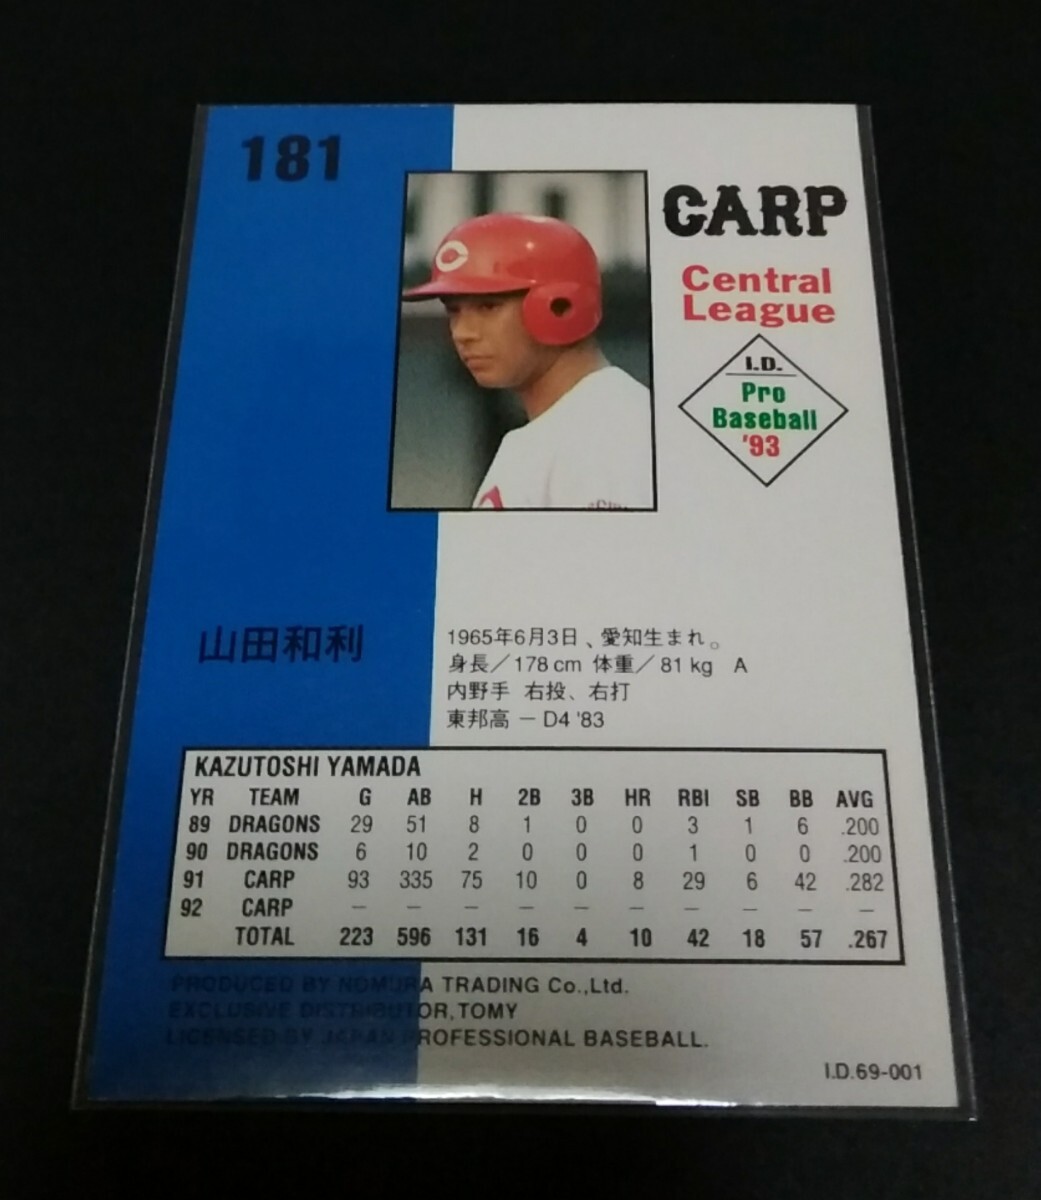 181
CARP
Central
League
I.D.
Pro
Baseball
'93
山田和利
1965年6月3日、愛知生まれ。
身長/178 cm 体重/81 kg A
内野手 右投、右打
東邦高 ー D4 '83
KAZUTOSHI YAMADA
YR TEAM G AB H 2B 3B HR RBI SB BB AVG
89 DRAGONS 29 51 8 1 0 0 3 1 6 .200
90 DRAGONS 6 10 2 0 0 0 1 0 0 .200
91 CARP 93 335 75 10 0 8 29 6 42 .282
92 CARP – – – – – – – – – –
TOTAL 223 596 131 16 4 10 42 18 57 .267
PRODUCED BY NOMURA TRADING Co.,Ltd.
EXCLUSIVE DISTRIBUTOR,TOMY
LICENSED BY JAPAN PROFESSIONAL BASEBALL.
I.D.69-001